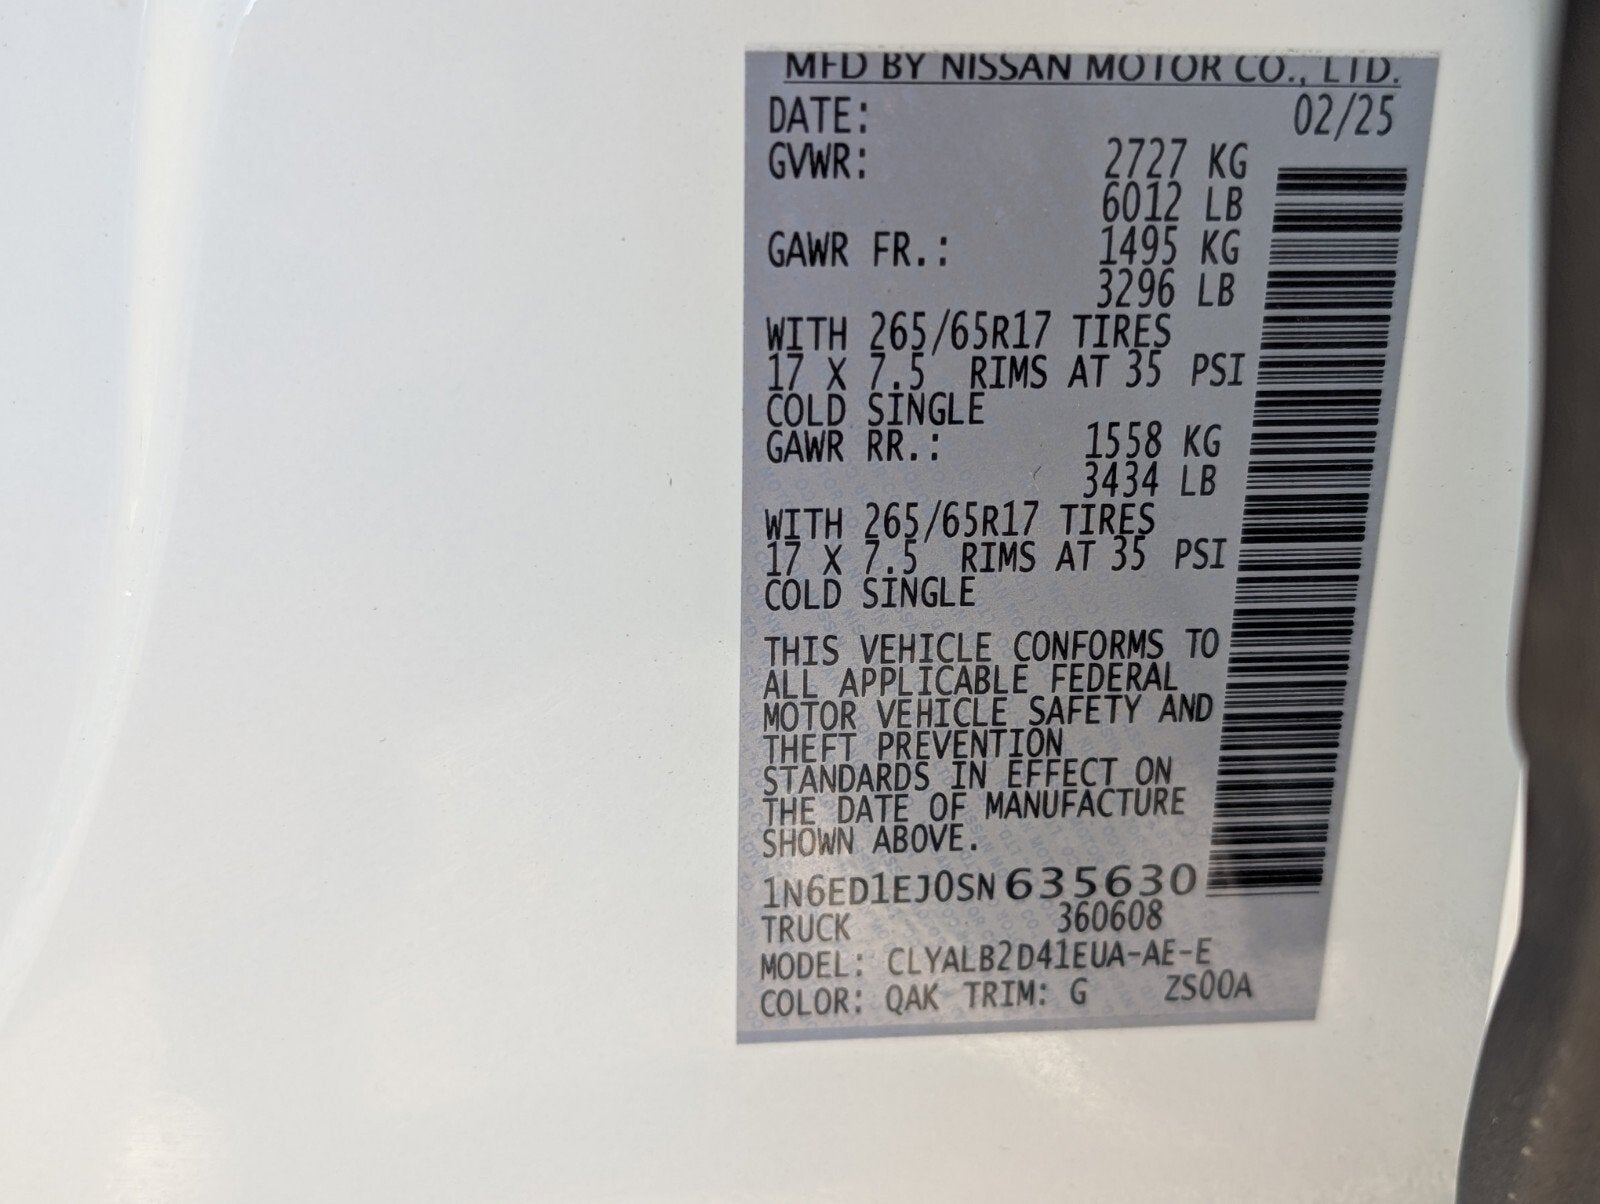 MFD BY NISSAN MOTOR CO., LTD.
DATE: 02/25
GVWR: 2727 KG
6012 LB
GAWR FR.: 1495 KG
3296 LB
WITH 265/65R17 TIRES
17 X 7.5 RIMS AT 35 PSI
COLD SINGLE
GAWR RR.: 1558 KG
3434 LB
WITH 265/65R17 TIRES
17 X 7.5 RIMS AT 35 PSI
COLD SINGLE
THIS VEHICLE CONFORMS TO
ALL APPLICABLE FEDERAL
MOTOR VEHICLE SAFETY AND
THEFT PREVENTION
STANDARDS IN EFFECT ON
THE DATE OF MANUFACTURE
SHOWN ABOVE.
1N6ED1EJ0SN635630
TRUCK 360608
MODEL: CLYALB2D41EUA-AE-E
COLOR: QAK TRIM: G ZS00A